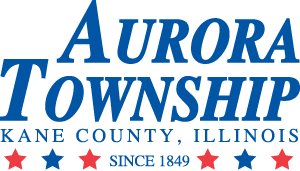 AURORA
TOWNSHIP
KANE COUNTY, ILLINOIS
SINCE 1849